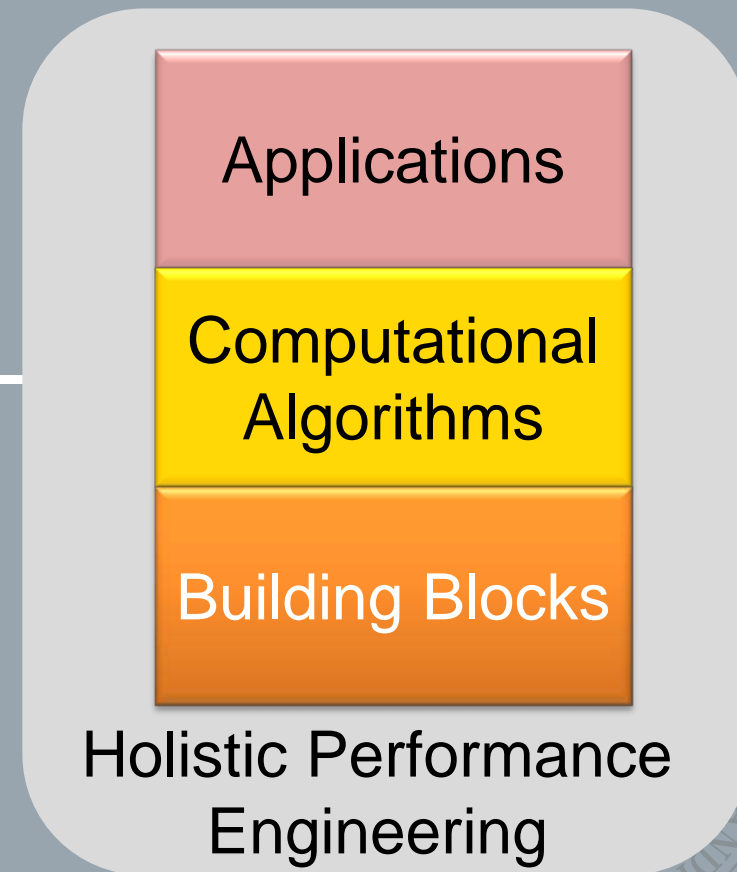 Applications
Computational
Algorithms
Building Blocks
Holistic Performance
Engineering